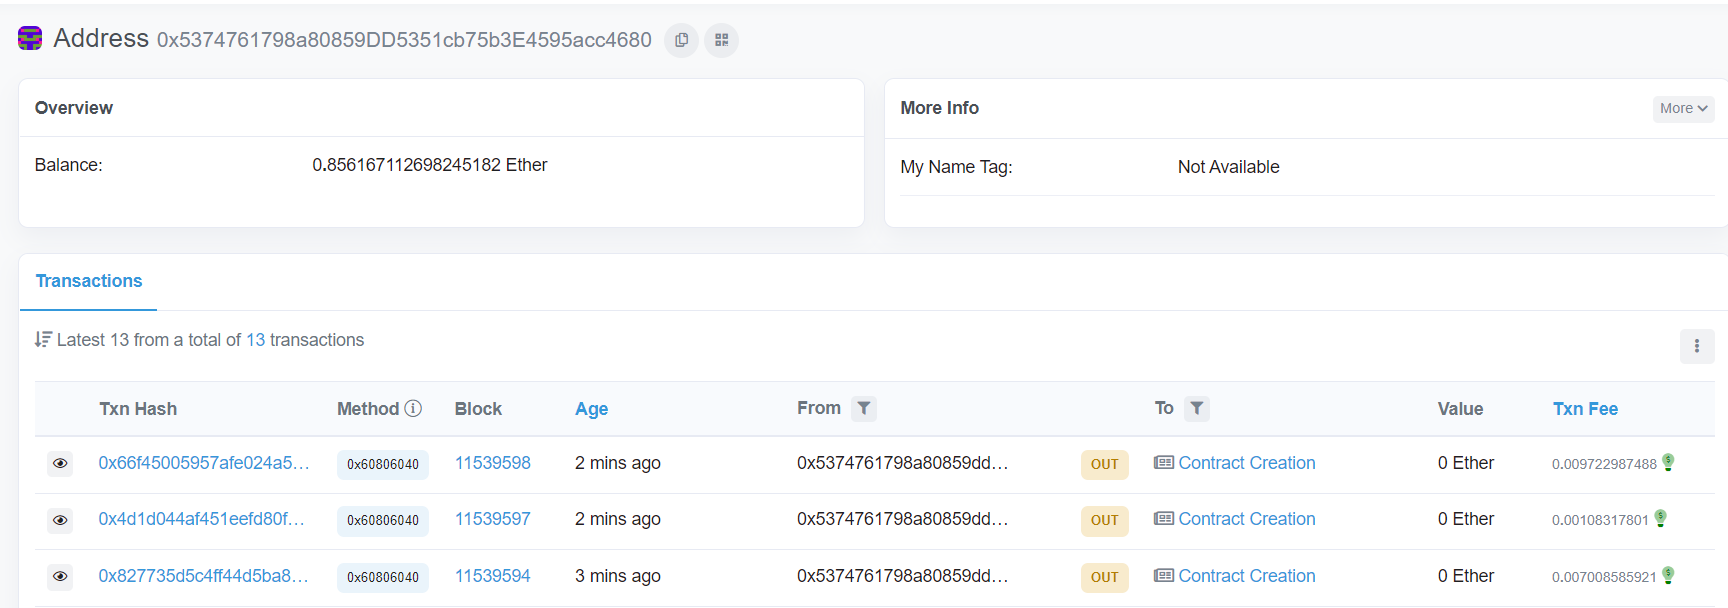 Address 0x5374761798a80859DD5351cb75b3E4595acc4680
Overview
Balance: 0.856167112698245182 Ether
More Info More
My Name Tag: Not Available
Transactions
Latest 13 from a total of 13 transactions
Txn Hash Method Block Age From To Value Txn Fee
0x66f45005957afe024a5... 0x60806040 11539598 2 mins ago 0x5374761798a80859dd... OUT Contract Creation 0 Ether 0.009722987488
0x4d1d044af451eefd80f... 0x60806040 11539597 2 mins ago 0x5374761798a80859dd... OUT Contract Creation 0 Ether 0.00108317801
0x827735d5c4ff44d5ba8... 0x60806040 11539594 3 mins ago 0x5374761798a80859dd... OUT Contract Creation 0 Ether 0.007008585921